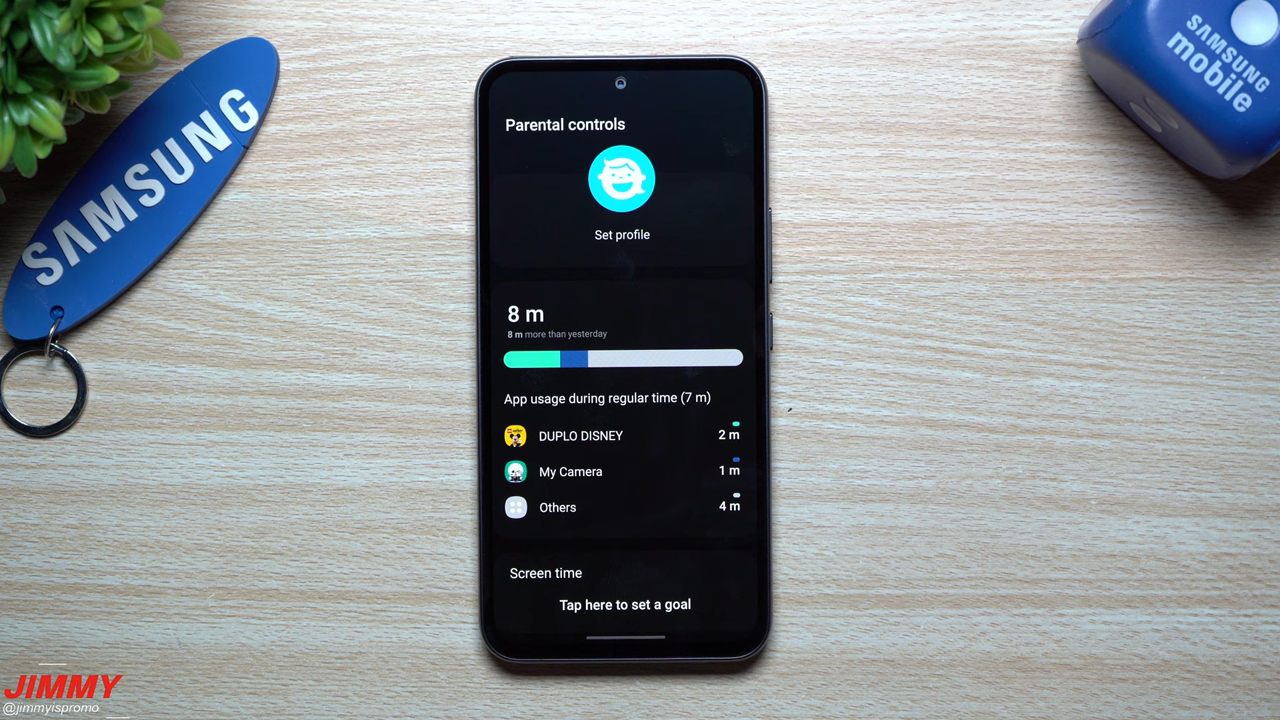 SAMSUNG
SAMSUNG
mobile
Parental controls
Set profile
8 m
8 m more than yesterday
App usage during regular time (7 m)
DUPLO DISNEY
2 m
My Camera
1 m
Others
4 m
Screen time
Tap here to set a goal
JIMMY
@jimmyispromo